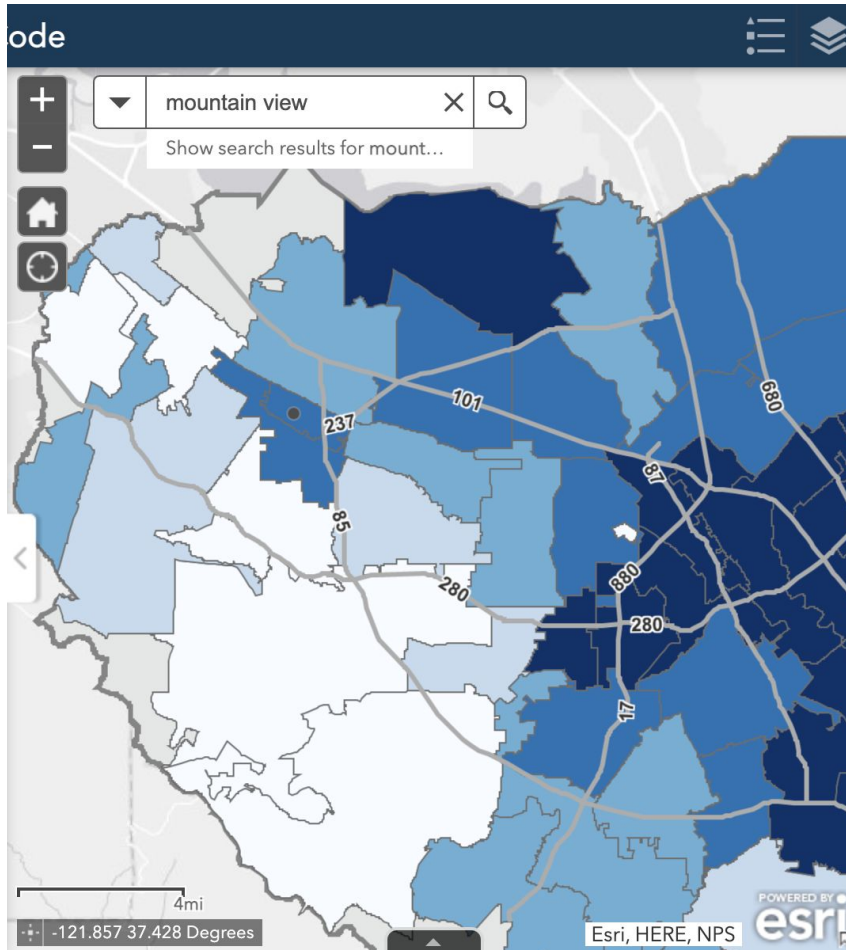 ode
+
mountain view
Show search results for mount…
−
680
101
237
87
85
880
280
280
17
4mi
-121.857 37.428 Degrees
Esri, HERE, NPS
POWERED BY
esri